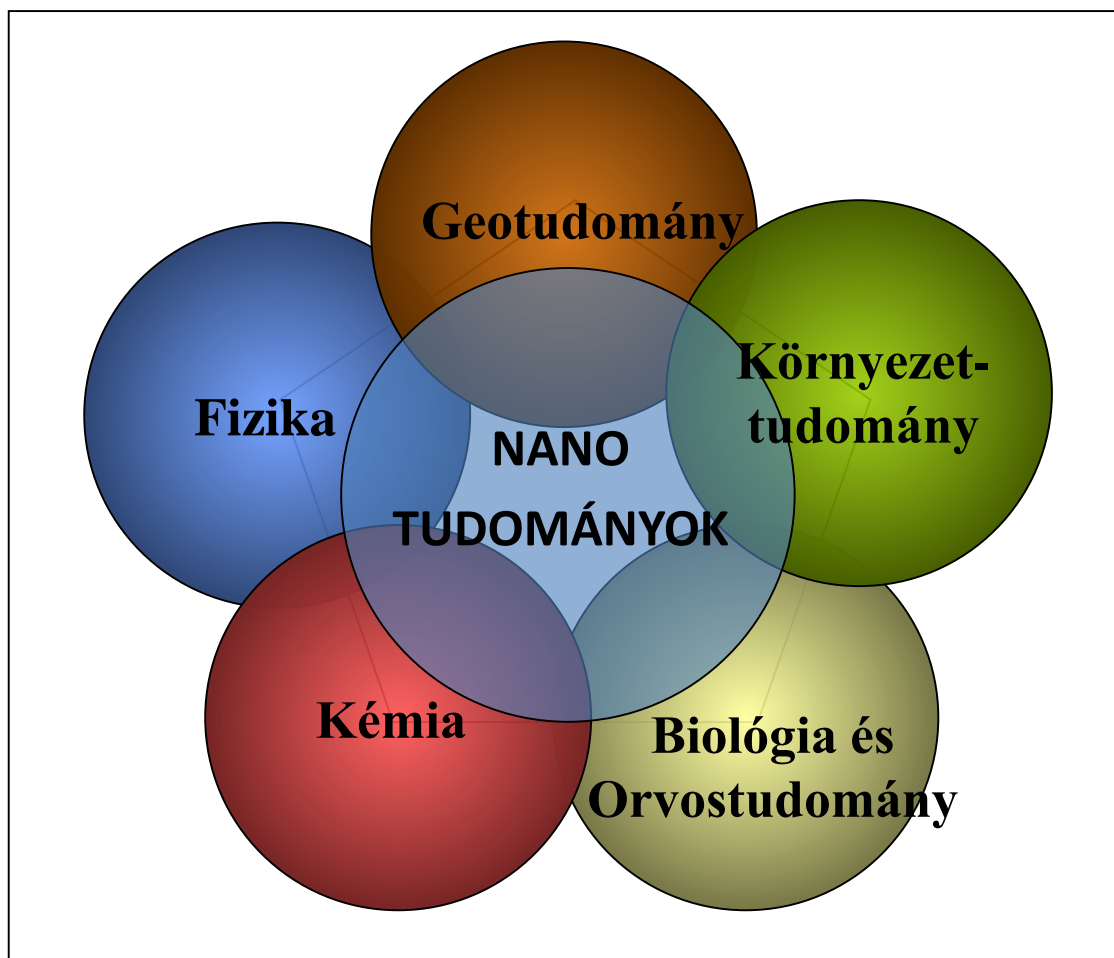 Geotudomány
Környezet-
tudomány
Fizika
NANO
TUDOMÁNYOK
Kémia
Biológia és
Orvostudomány